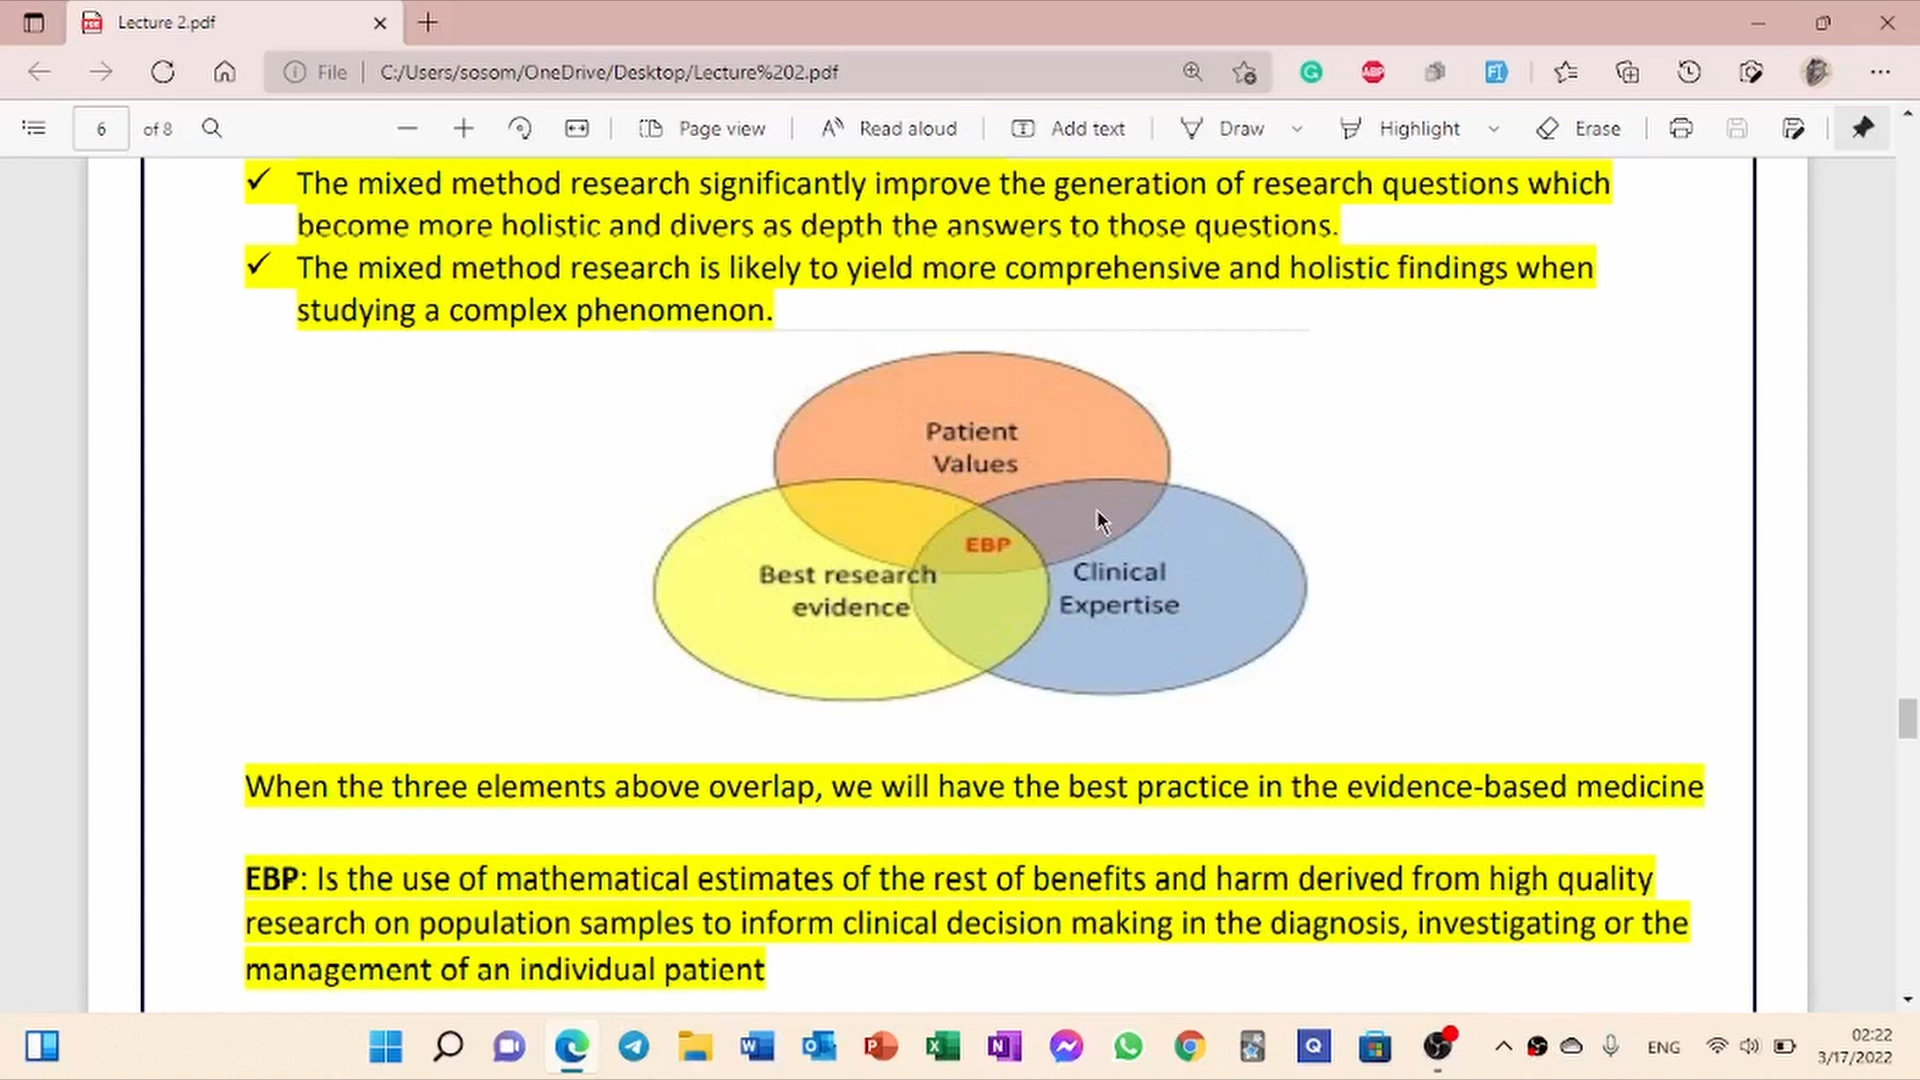 Lecture 2.pdf
File
C:/Users/sosom/OneDrive/Desktop/Lecture%202.pdf
ABP
6 of 8
Page view
Read aloud
Add text
Draw
Highlight
Erase
✓ The mixed method research significantly improve the generation of research questions which
become more holistic and divers as depth the answers to those questions.
✓ The mixed method research is likely to yield more comprehensive and holistic findings when
studying a complex phenomenon.
Patient
Values
EBP
Best research
evidence
Clinical
Expertise
When the three elements above overlap, we will have the best practice in the evidence-based medicine
EBP: Is the use of mathematical estimates of the rest of benefits and harm derived from high quality
research on population samples to inform clinical decision making in the diagnosis, investigating or the
management of an individual patient
ENG
02:22
3/17/2022